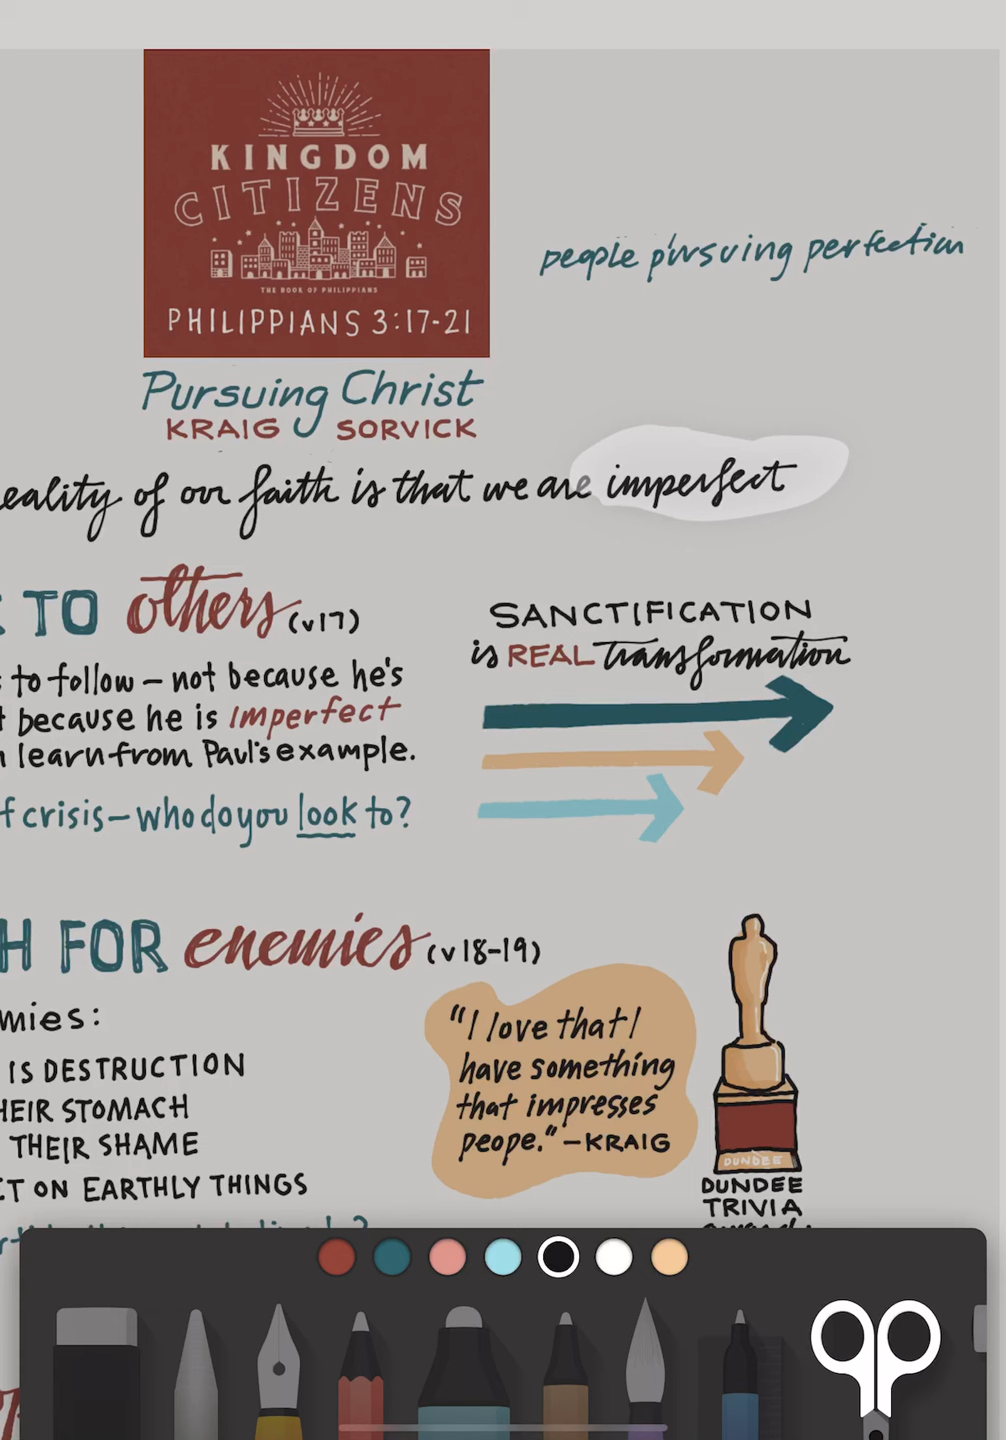 KINGDOM
CITIZENS
THE BOOK OF PHILIPPIANS
PHILIPPIANS 3:17-21
people pursuing perfection
Pursuing Christ
KRAIG SORVICK
eality of our faith is that we are imperfect
TO others (v17)
SANCTIFICATION
is REAL transformation
s to follow – not because he's
t because he is Imperfect
n learn from Paul's example.
f crisis – who do you look to?
H FOR enemies (v18-19)
mies:
IS DESTRUCTION
HEIR STOMACH
THEIR SHAME
CT ON EARTHLY THINGS
"I love that I
have something
that impresses
peope." – KRAIG
DUNDEE
DUNDEE
TRIVIA